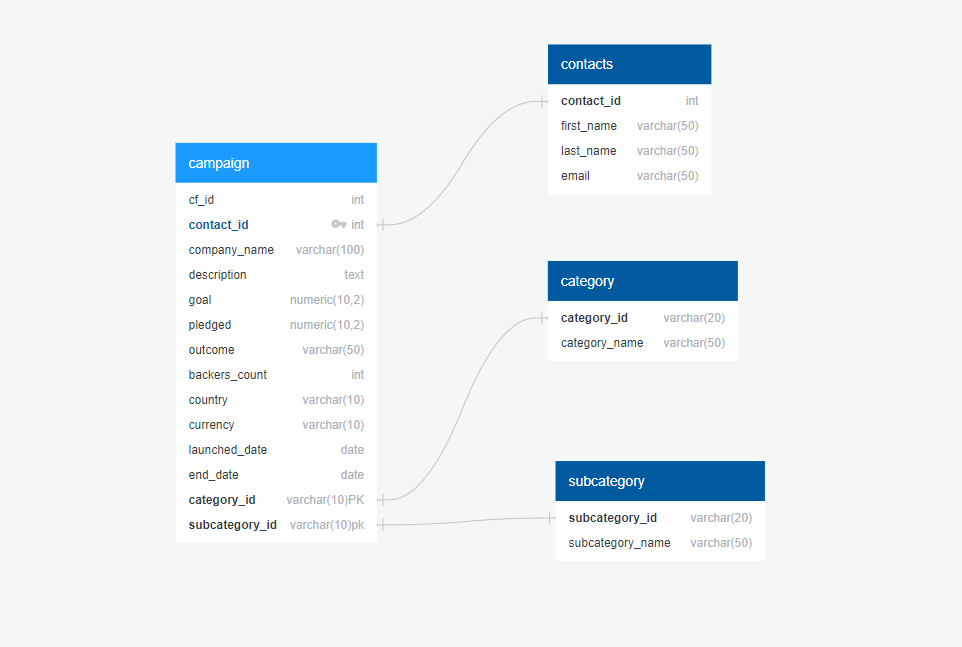 campaign
cf_id int
contact_id int
company_name varchar(100)
description text
goal numeric(10,2)
pledged numeric(10,2)
outcome varchar(50)
backers_count int
country varchar(10)
currency varchar(10)
launched_date date
end_date date
category_id varchar(10)PK
subcategory_id varchar(10)pk
contacts
contact_id int
first_name varchar(50)
last_name varchar(50)
email varchar(50)
category
category_id varchar(20)
category_name varchar(50)
subcategory
subcategory_id varchar(20)
subcategory_name varchar(50)